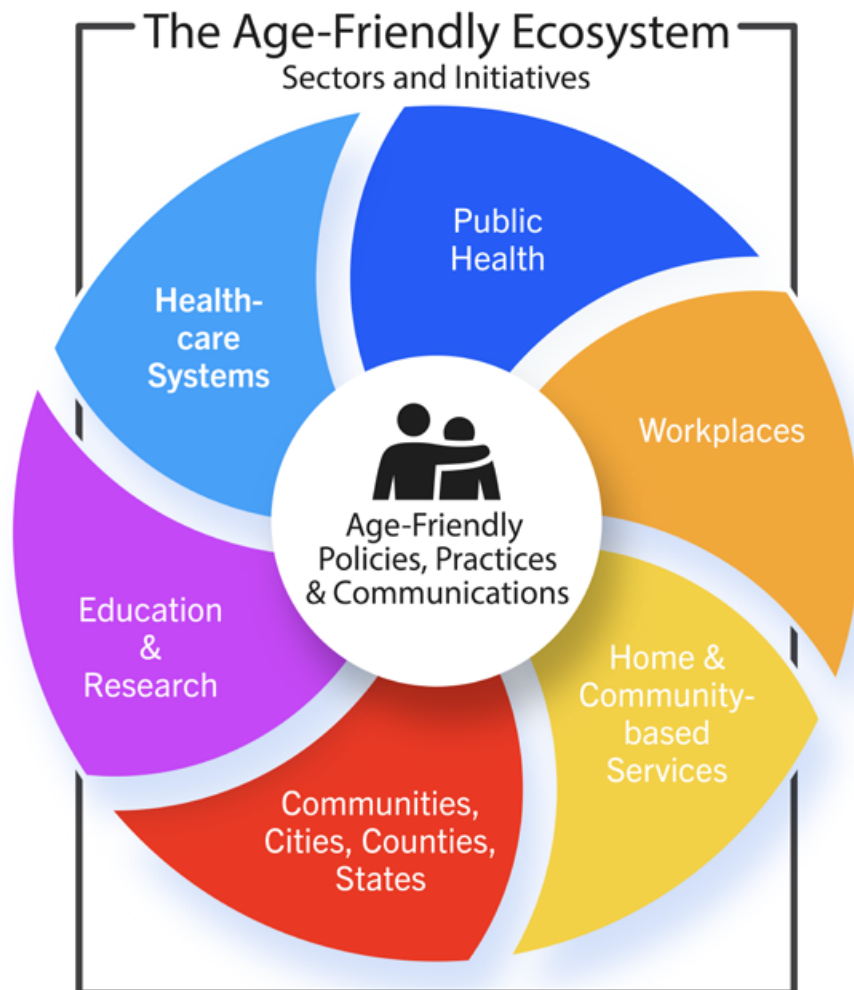 The Age-Friendly Ecosystem
Sectors and Initiatives
Public
Health
Health-
care
Systems
Workplaces
Age-Friendly
Policies, Practices
& Communications
Education
&
Research
Home &
Community-
based
Services
Communities,
Cities, Counties,
States